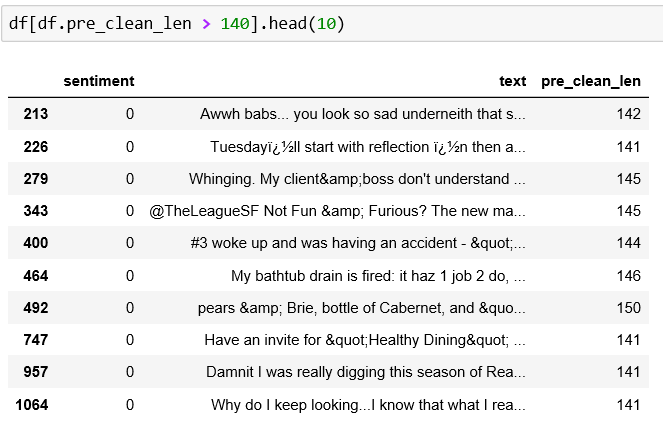 df[df.pre_clean_len > 140].head(10)
sentiment text pre_clean_len
213 0 Awwh babs... you look so sad underneith that s... 142
226 0 Tuesdayï¿½ll start with reflection ï¿½n then a... 141
279 0 Whinging. My client&amp;boss don't understand ... 145
343 0 @TheLeagueSF Not Fun &amp; Furious? The new ma... 145
400 0 #3 woke up and was having an accident - &quot;... 144
464 0 My bathtub drain is fired: it haz 1 job 2 do, ... 146
492 0 pears &amp; Brie, bottle of Cabernet, and &quo... 150
747 0 Have an invite for &quot;Healthy Dining&quot; ... 141
957 0 Damnit I was really digging this season of Rea... 141
1064 0 Why do I keep looking...I know that what I rea... 141